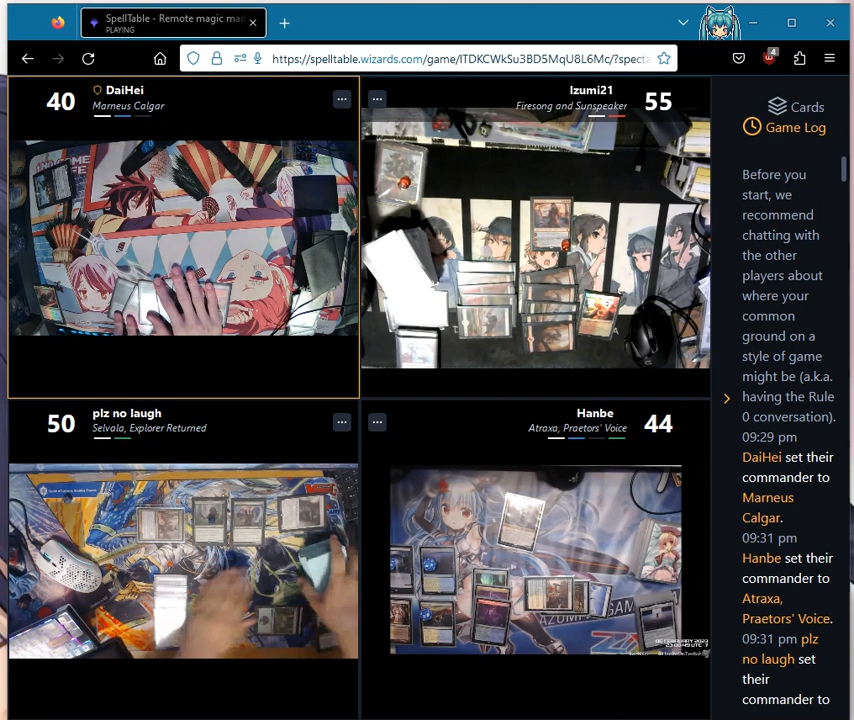 SpellTable - Remote magic mad
PLAYING
https://spelltable.wizards.com/game/ITDKCWkSu3BD5MqU8L6Mc/?specta
4
40
DaiHei
Marneus Calgar
Izumi21
Firesong and Sunspeaker
55
50
plz no laugh
Selvala, Explorer Returned
Hanbe
Atraxa, Praetors' Voice
44
Cards
Game Log
Before you
start, we
recommend
chatting with
the other
players about
where your
common
ground on a
style of game
might be (a.k.a.
having the Rule
0 conversation).
09:29 pm
DaiHei set their
commander to
Marneus
Calgar.
09:31 pm
Hanbe set their
commander to
Atraxa,
Praetors' Voice.
09:31 pm plz
no laugh set
their
commander to